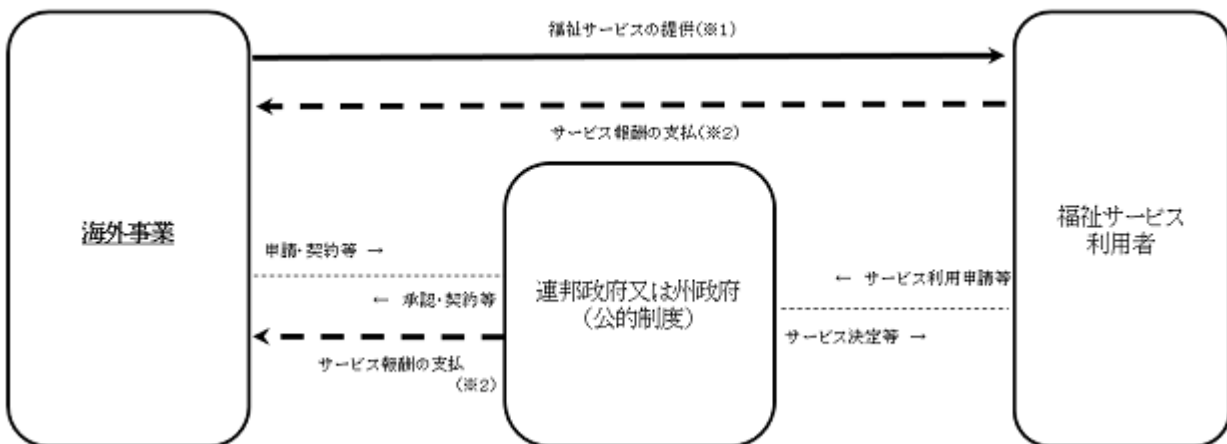 福祉サービスの提供(※1)
サービス報酬の支払(※2)
海外事業
申請・契約等 →
← 承認・契約等
サービス報酬の支払
(※2)
連邦政府又は州政府
(公的制度)
← サービス利用申請等
サービス決定等 →
福祉サービス
利用者